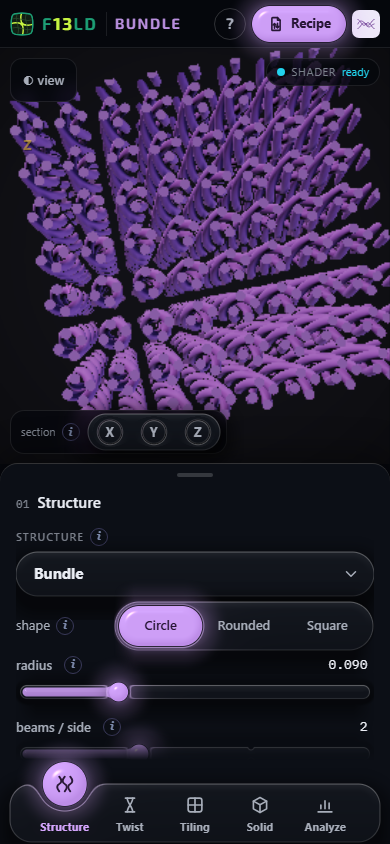 F13LD BUNDLE ? Recipe
view
SHADER ready
Z
section i X Y Z
01 Structure
STRUCTURE i
Bundle
shape i Circle Rounded Square
radius i 0.090
beams / side i 2
Structure Twist Tiling Solid Analyze